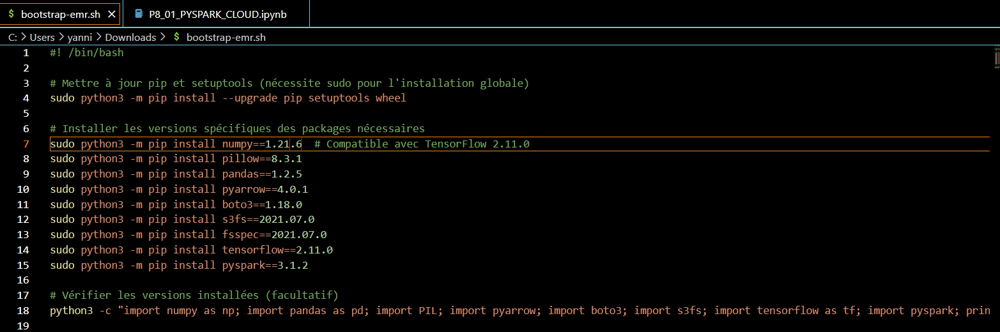 $ bootstrap-emr.sh × P8_01_PYSPARK_CLOUD.ipynb
C: > Users > yanni > Downloads > $ bootstrap-emr.sh
1 #! /bin/bash
2
3 # Mettre à jour pip et setuptools (nécessite sudo pour l'installation globale)
4 sudo python3 -m pip install --upgrade pip setuptools wheel
5
6 # Installer les versions spécifiques des packages nécessaires
7 sudo python3 -m pip install numpy==1.21.6 # Compatible avec TensorFlow 2.11.0
8 sudo python3 -m pip install pillow==8.3.1
9 sudo python3 -m pip install pandas==1.2.5
10 sudo python3 -m pip install pyarrow==4.0.1
11 sudo python3 -m pip install boto3==1.18.0
12 sudo python3 -m pip install s3fs==2021.07.0
13 sudo python3 -m pip install fsspec==2021.07.0
14 sudo python3 -m pip install tensorflow==2.11.0
15 sudo python3 -m pip install pyspark==3.1.2
16
17 # Vérifier les versions installées (facultatif)
18 python3 -c "import numpy as np; import pandas as pd; import PIL; import pyarrow; import boto3; import s3fs; import tensorflow as tf; import pyspark; prin
19